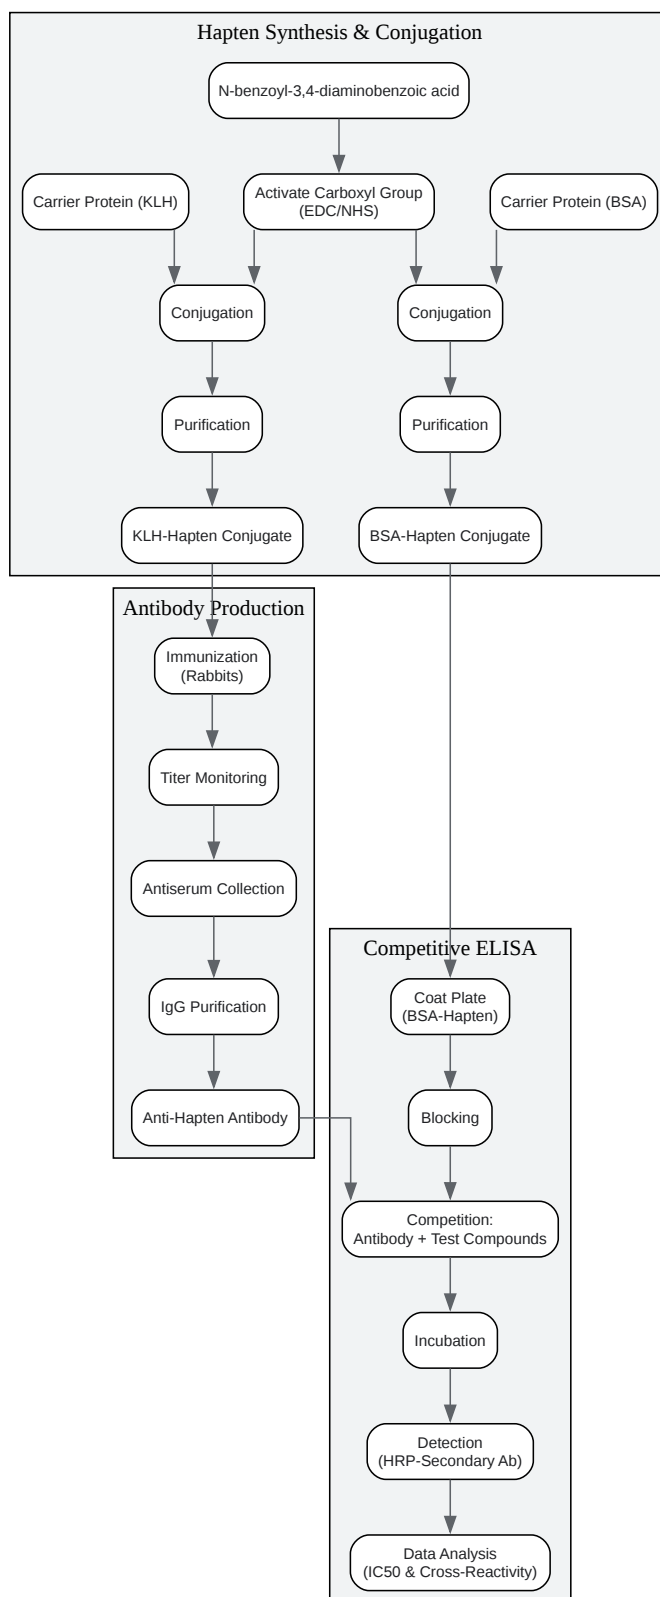 Hapten Synthesis & Conjugation
N-benzoyl-3,4-diaminobenzoic acid
Carrier Protein (KLH)
Activate Carboxyl Group
(EDC/NHS)
Carrier Protein (BSA)
Conjugation
Conjugation
Purification
Purification
KLH-Hapten Conjugate
BSA-Hapten Conjugate
Antibody Production
Immunization
(Rabbits)
Titer Monitoring
Antiserum Collection
IgG Purification
Anti-Hapten Antibody
Competitive ELISA
Coat Plate
(BSA-Hapten)
Blocking
Competition:
Antibody + Test Compounds
Incubation
Detection
(HRP-Secondary Ab)
Data Analysis
(IC50 & Cross-Reactivity)